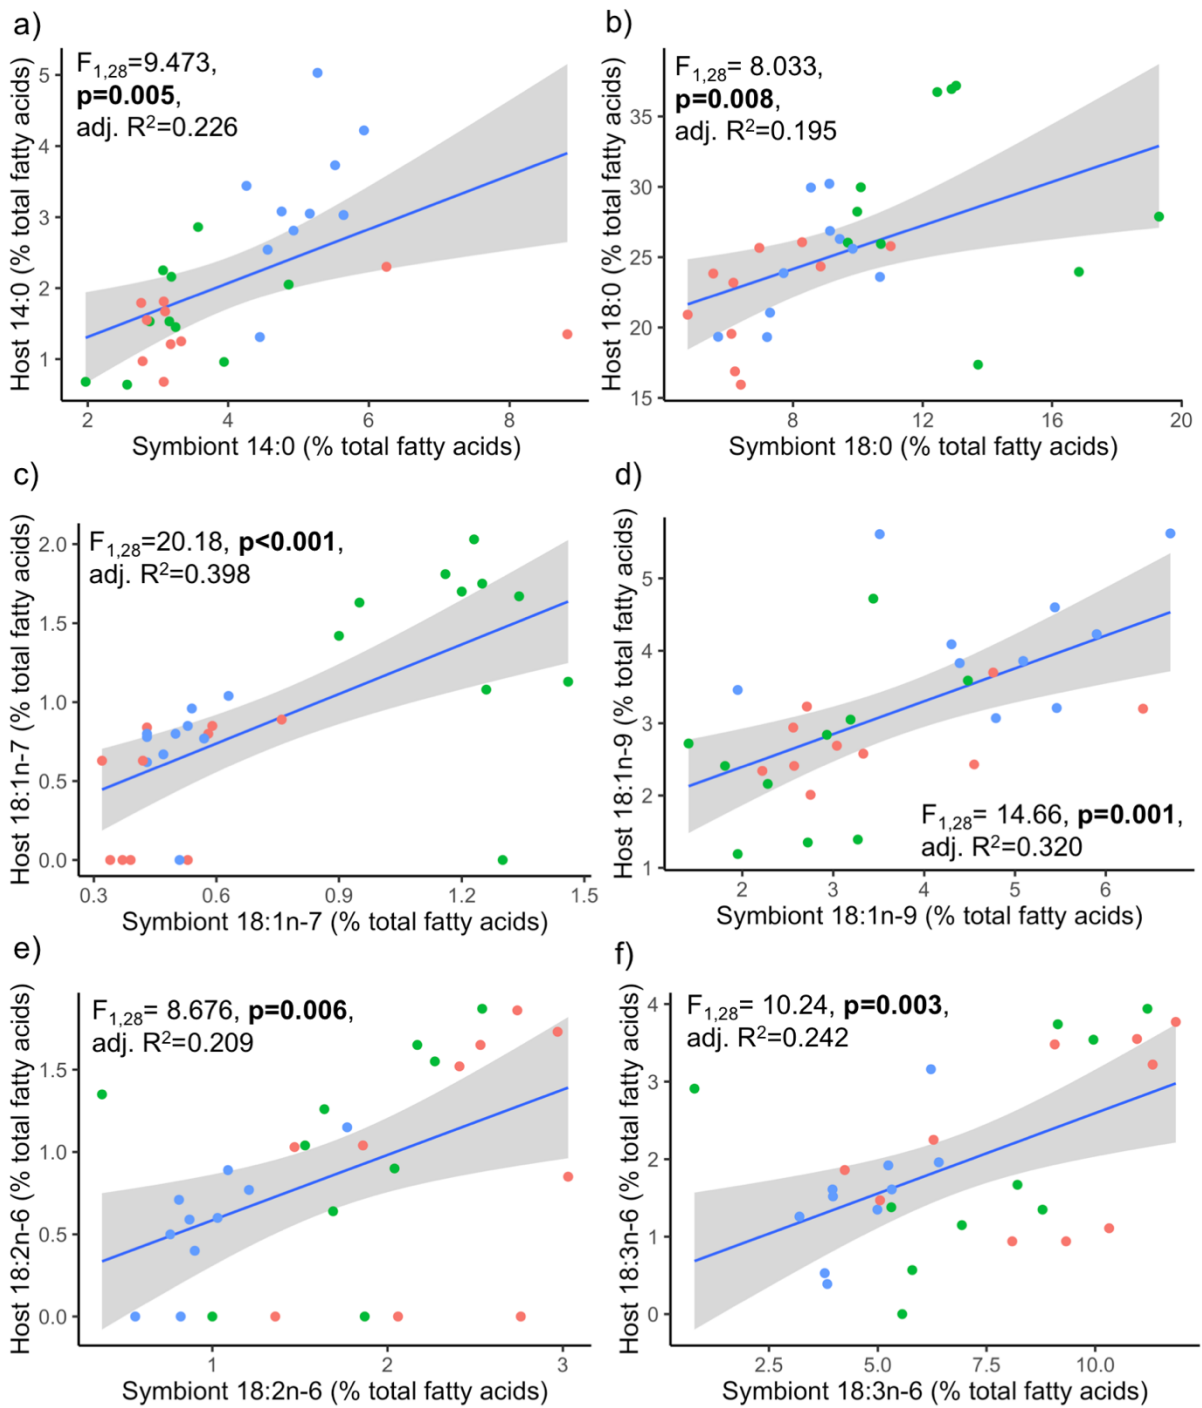 a)
F1,28=9.473,
p=0.005,
adj. R2=0.226
Host 14:0 (% total fatty acids)
5
4
3
2
1
2 4 6 8
Symbiont 14:0 (% total fatty acids)
b)
F1,28= 8.033,
p=0.008,
adj. R2=0.195
Host 18:0 (% total fatty acids)
35
30
25
20
15
8 12 16 20
Symbiont 18:0 (% total fatty acids)
c)
F1,28=20.18, p<0.001,
adj. R2=0.398
Host 18:1n-7 (% total fatty acids)
2.0
1.5
1.0
0.5
0.0
0.3 0.6 0.9 1.2 1.5
Symbiont 18:1n-7 (% total fatty acids)
d)
Host 18:1n-9 (% total fatty acids)
5
4
3
2
1
F1,28= 14.66, p=0.001,
adj. R2=0.320
2 3 4 5 6
Symbiont 18:1n-9 (% total fatty acids)
e)
F1,28= 8.676, p=0.006,
adj. R2=0.209
Host 18:2n-6 (% total fatty acids)
1.5
1.0
0.5
0.0
1 2 3
Symbiont 18:2n-6 (% total fatty acids)
f)
F1,28= 10.24, p=0.003,
adj. R2=0.242
Host 18:3n-6 (% total fatty acids)
4
3
2
1
0
2.5 5.0 7.5 10.0
Symbiont 18:3n-6 (% total fatty acids)